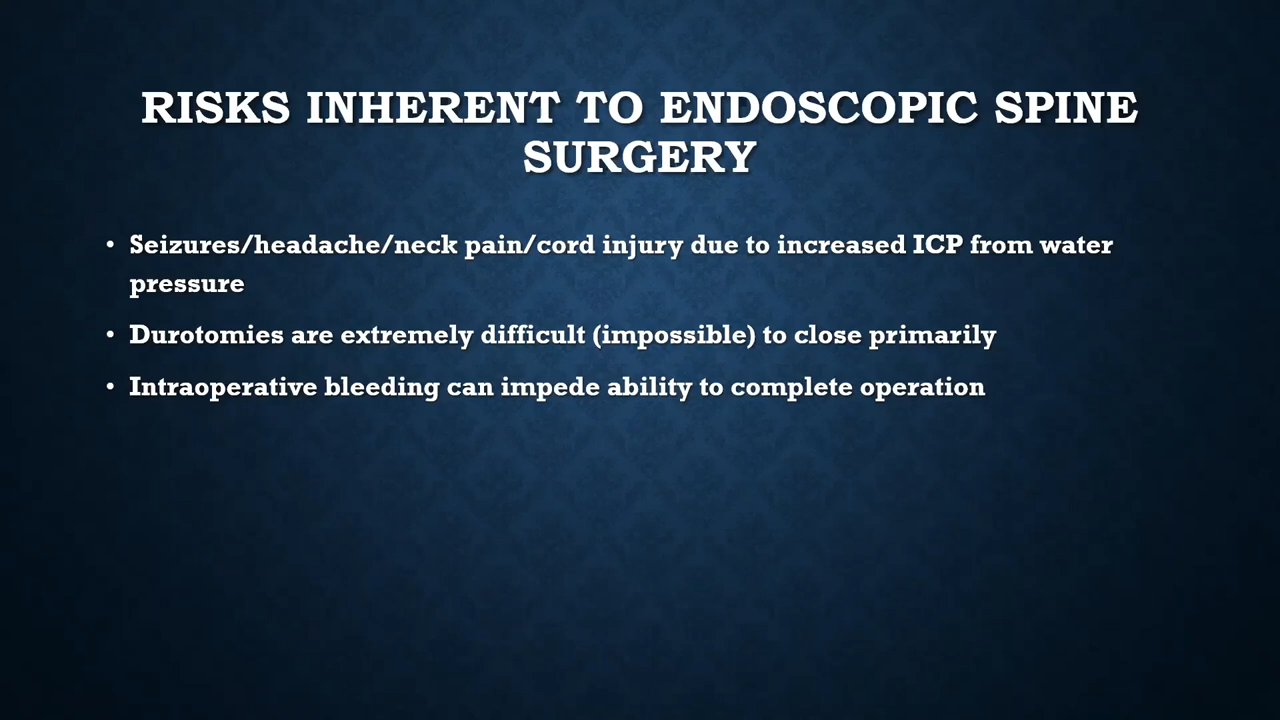 RISKS INHERENT TO ENDOSCOPIC SPINE
SURGERY
• Seizures/headache/neck pain/cord injury due to increased ICP from water
pressure
• Durotomies are extremely difficult (impossible) to close primarily
• Intraoperative bleeding can impede ability to complete operation